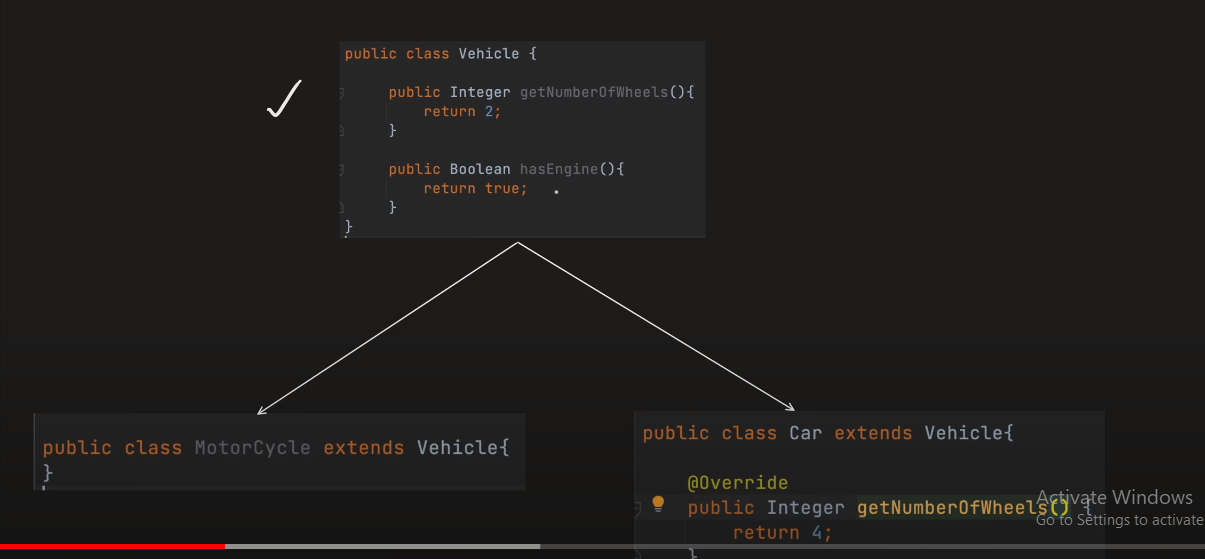 public class Vehicle {
public Integer getNumberOfWheels(){
return 2;
}
public Boolean hasEngine(){
return true;
}
}
public class MotorCycle extends Vehicle{
}
public class Car extends Vehicle{
@Override
public Integer getNumberOfWheels() {
return 4;
}
Activate Windows
Go to Settings to activate